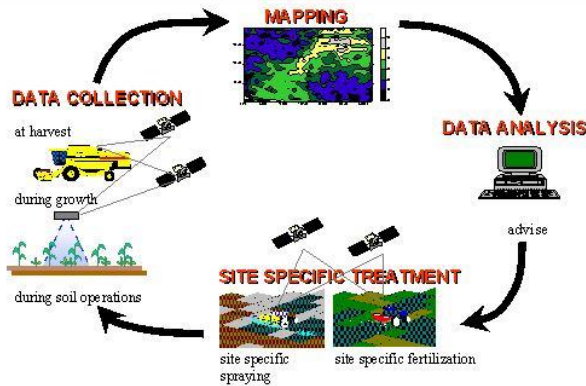 MAPPING
DATA COLLECTION
at harvest
during growth
during soil operations
DATA ANALYSIS
advise
SITE SPECIFIC TREATMENT
site specific
spraying
site specific fertilization